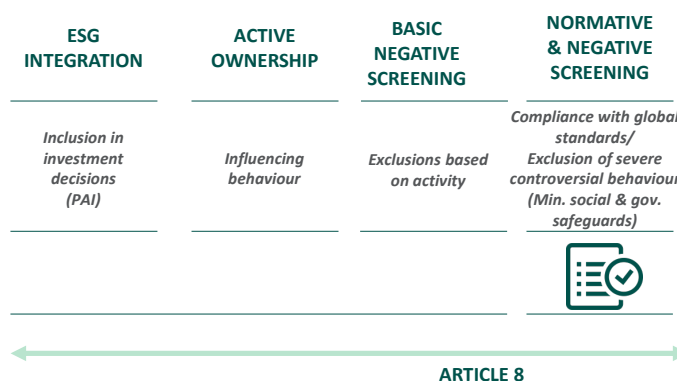 ESG
INTEGRATION
ACTIVE
OWNERSHIP
BASIC
NEGATIVE
SCREENING
NORMATIVE
& NEGATIVE
SCREENING
Inclusion in
investment
decisions
(PAI)
Influencing
behaviour
Exclusions based
on activity
Compliance with global
standards/
Exclusion of severe
controversial behaviour
(Min. social & gov.
safeguards)
ARTICLE 8